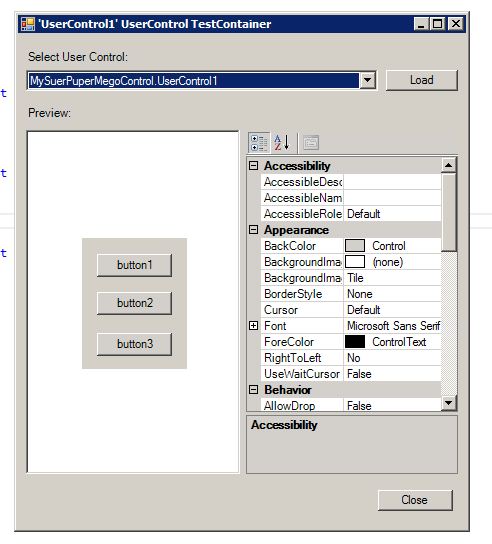 'UserControl1' UserControl TestContainer
Select User Control:
MySuerPuperMegoControl.UserControl1
Load
Preview:
button1
button2
button3
A
Z
Accessibility
AccessibleDesc
AccessibleNam
AccessibleRole Default
Appearance
BackColor Control
BackgroundIma (none)
BackgroundIma Tile
BorderStyle None
Cursor Default
Font Microsoft Sans Serif
ForeColor ControlText
RightToLeft No
UseWaitCursor False
Behavior
AllowDrop False
Accessibility
Close
t
t
t